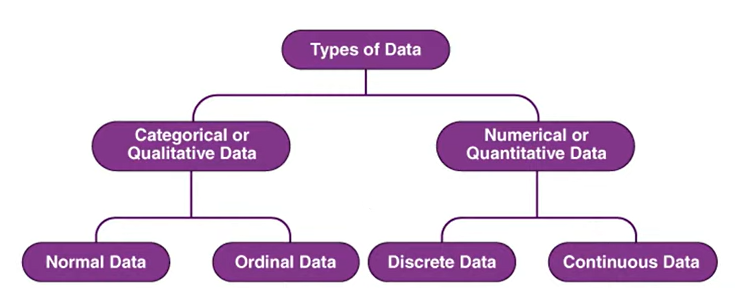 Types of Data
Categorical or
Qualitative Data
Numerical or
Quantitative Data
Normal Data
Ordinal Data
Discrete Data
Continuous Data